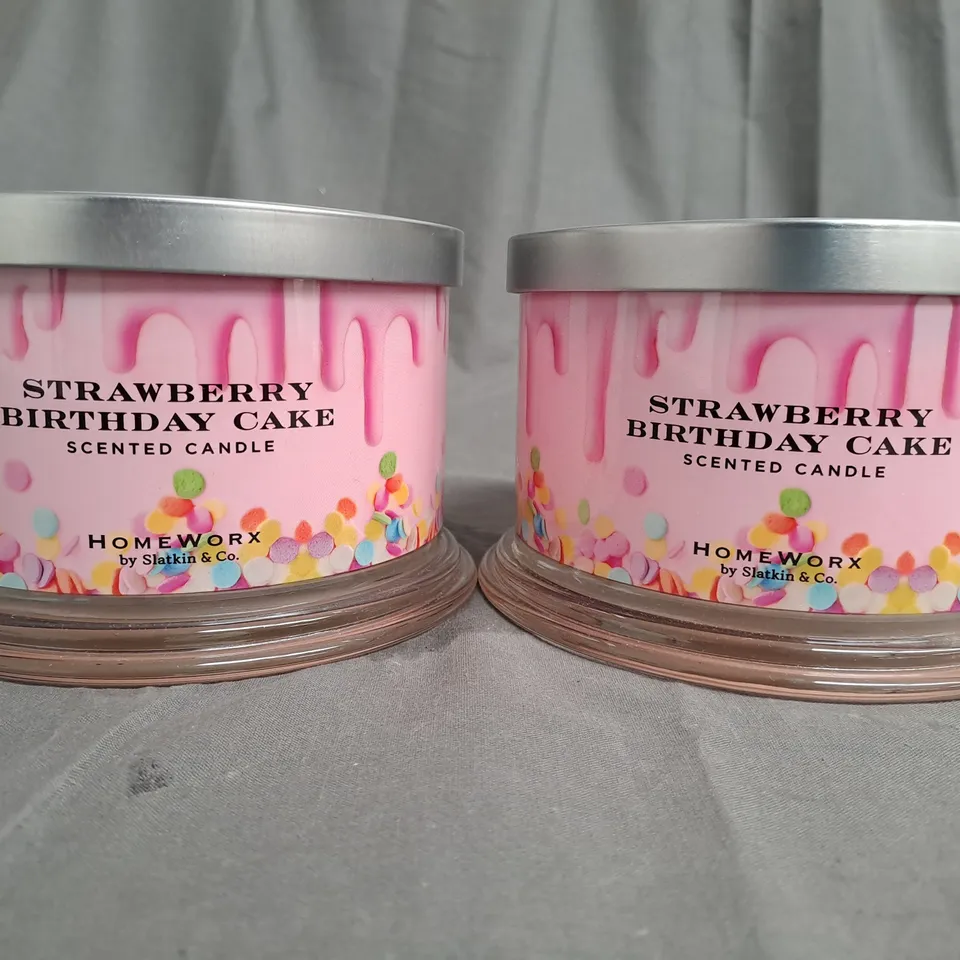 STRAWBERRY
BIRTHDAY CAKE
SCENTED CANDLE
HOMEWORX
by Slatkin & Co.
STRAWBERRY
BIRTHDAY CAKE
SCENTED CANDLE
HOMEWORX
by Slatkin & Co.